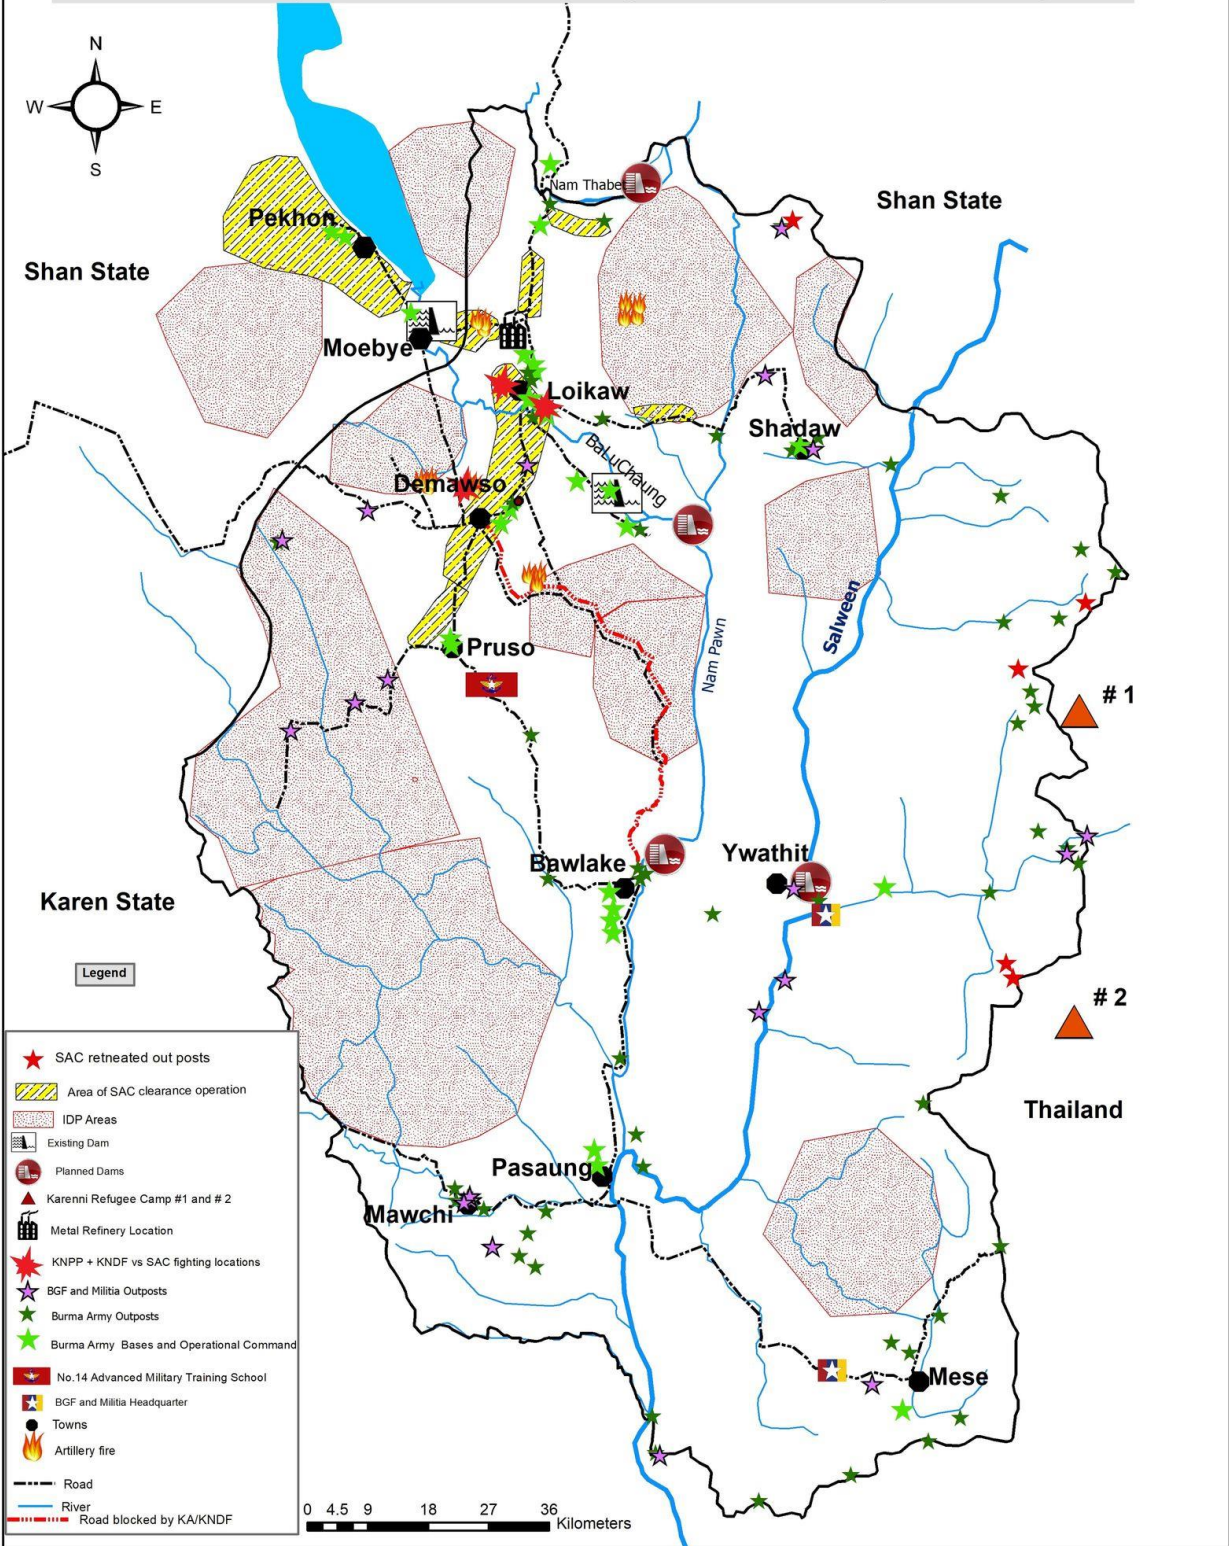 N
W E
S
Nam Thabet
Shan State
Pekhon
Shan State
Moebye
Loikaw
Shadaw
BaLuChaung
Demawso
Salween
Pruso
Nam Pawn
# 1
Bawlake
Ywathit
Karen State
Legend
# 2
SAC retneated out posts
Area of SAC clearance operation
IDP Areas
Existing Dam
Planned Dams
Karenni Refugee Camp #1 and # 2
Metal Refinery Location
KNPP + KNDF vs SAC fighting locations
BGF and Militia Outposts
Burma Army Outposts
Burma Army Bases and Operational Command
No.14 Advanced Military Training School
BGF and Militia Headquarter
Towns
Artillery fire
Road
River
Road blocked by KA/KNDF
Thailand
Pasaung
Mawchi
Mese
0 4.5 9 18 27 36
Kilometers